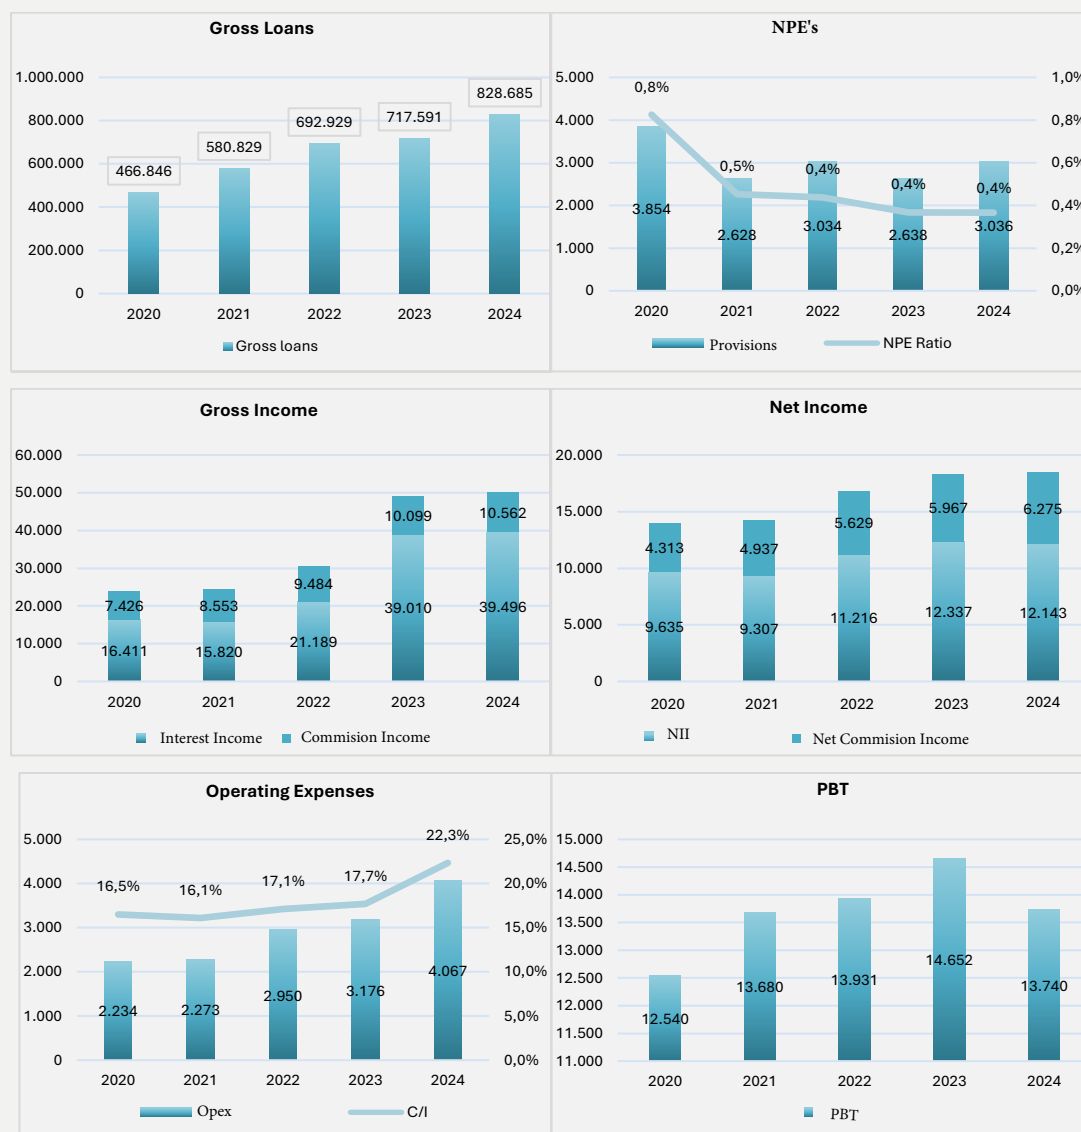 Gross Loans
1.000.000
800.000
600.000
400.000
200.000
0
466.846
580.829
692.929
717.591
828.685
2020 2021 2022 2023 2024
Gross loans
NPE's
5.000
4.000
3.000
2.000
1.000
0
1,0%
0,8%
0,6%
0,4%
0,2%
0,0%
0,8%
0,5%
0,4%
0,4%
0,4%
3.854
2.628
3.034
2.638
3.036
2020 2021 2022 2023 2024
Provisions NPE Ratio
Gross Income
60.000
50.000
40.000
30.000
20.000
10.000
0
7.426 8.553 9.484 10.099 10.562
16.411 15.820 21.189 39.010 39.496
2020 2021 2022 2023 2024
Interest Income Commision Income
Net Income
20.000
15.000
10.000
5.000
0
4.313 4.937 5.629 5.967 6.275
9.635 9.307 11.216 12.337 12.143
2020 2021 2022 2023 2024
NII Net Commision Income
Operating Expenses
5.000
4.000
3.000
2.000
1.000
0
25,0%
20,0%
15,0%
10,0%
5,0%
0,0%
16,5% 16,1% 17,1% 17,7% 22,3%
2.234 2.273 2.950 3.176 4.067
2020 2021 2022 2023 2024
Opex C/I
PBT
15.000
14.500
14.000
13.500
13.000
12.500
12.000
11.500
11.000
12.540 13.680 13.931 14.652 13.740
2020 2021 2022 2023 2024
PBT